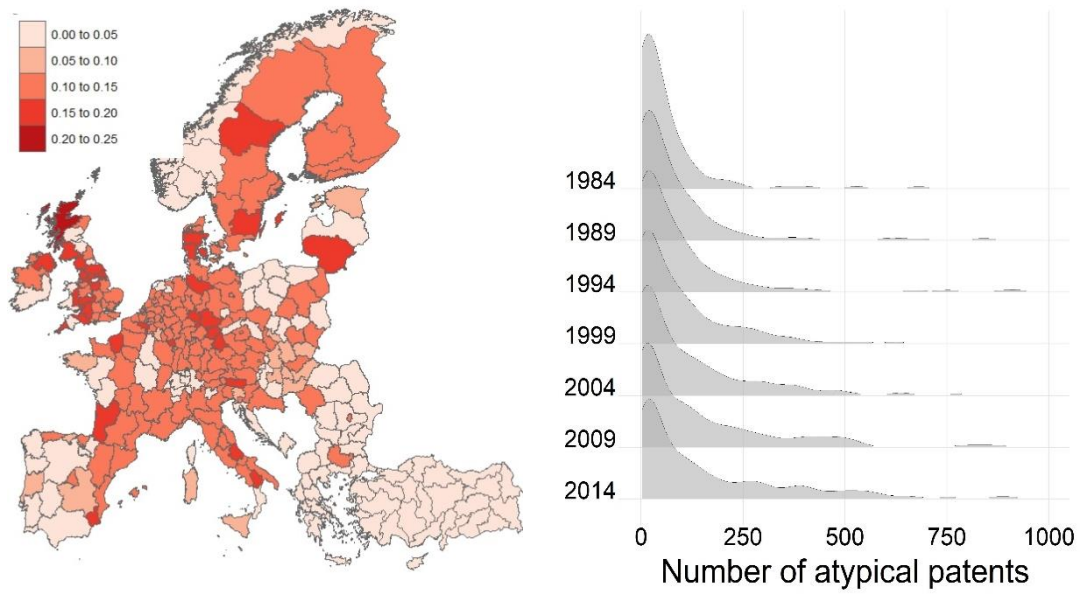 0.00 to 0.05
0.05 to 0.10
0.10 to 0.15
0.15 to 0.20
0.20 to 0.25
1984
1989
1994
1999
2004
2009
2014
0 250 500 750 1000
Number of atypical patents